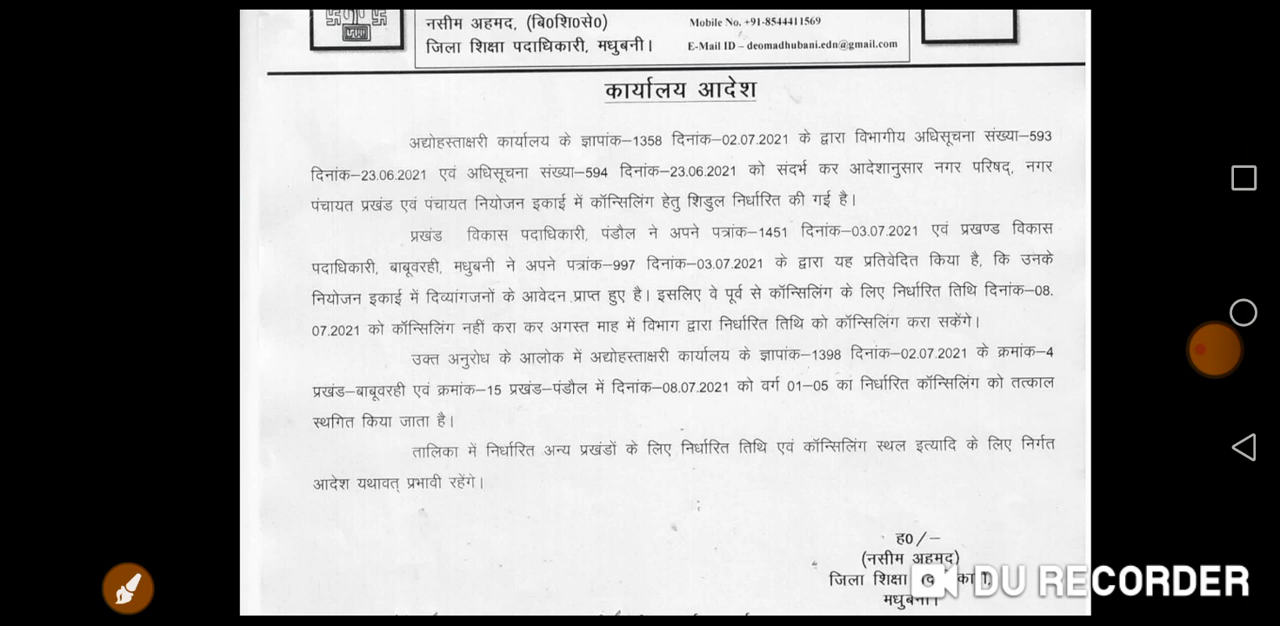 नसीम अहमद, (बि०शि०से०)
जिला शिक्षा पदाधिकारी, मधुबनी।
Mobile No. +91-8544411569
E-Mail ID – deomadhubani.edn@gmail.com
कार्यालय आदेश
अद्योहस्ताक्षरी कार्यालय के ज्ञापांक–1358 दिनांक–02.07.2021 के द्वारा विभागीय अधिसूचना संख्या–593
दिनांक–23.06.2021 एवं अधिसूचना संख्या–594 दिनांक–23.06.2021 को संदर्भ कर आदेशानुसार नगर परिषद्, नगर
पंचायत प्रखंड एवं पंचायत नियोजन इकाई में कॉन्सिलिंग हेतु शिडुल निर्धारित की गई है।
प्रखंड विकास पदाधिकारी, पंडौल ने अपने पत्रांक–1451 दिनांक–03.07.2021 एवं प्रखण्ड विकास
पदाधिकारी, बाबूवरही, मधुबनी ने अपने पत्रांक–997 दिनांक–03.07.2021 के द्वारा यह प्रतिवेदित किया है, कि उनके
नियोजन इकाई में दिव्यांगजनों के आवेदन प्राप्त हुए है। इसलिए वे पूर्व से कॉन्सिलिंग के लिए निर्धारित तिथि दिनांक–08.
07.2021 को कॉन्सिलिंग नहीं करा कर अगस्त माह में विभाग द्वारा निर्धारित तिथि को कॉन्सिलिंग करा सकेंगे।
उक्त अनुरोध के आलोक में अद्योहस्ताक्षरी कार्यालय के ज्ञापांक–1398 दिनांक–02.07.2021 के क्रमांक–4
प्रखंड–बाबूवरही एवं क्रमांक–15 प्रखंड–पंडौल में दिनांक–08.07.2021 को वर्ग 01–05 का निर्धारित कॉन्सिलिंग को तत्काल
स्थगित किया जाता है।
तालिका में निर्धारित अन्य प्रखंडों के लिए निर्धारित तिथि एवं कॉन्सिलिंग स्थल इत्यादि के लिए निर्गत
आदेश यथावत् प्रभावी रहेंगे।
ह०/–
(नसीम अहमद)
जिला शिक्षा
मधुबनी।
DU RECORDER